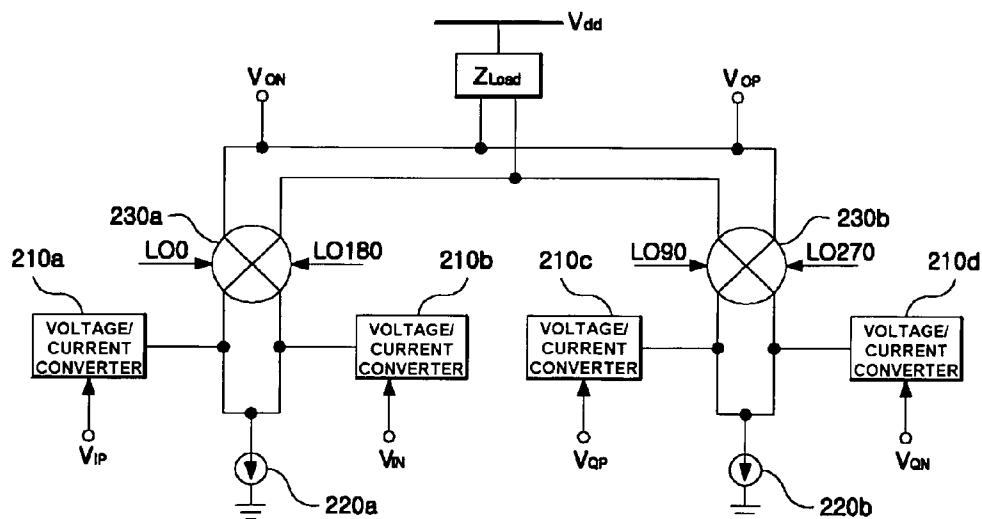 Vdd
VON
ZLoad
VOP
230a
230b
LO0
LO180
LO90
LO270
210a
210b
210c
210d
VOLTAGE/
CURRENT
CONVERTER
VOLTAGE/
CURRENT
CONVERTER
VOLTAGE/
CURRENT
CONVERTER
VOLTAGE/
CURRENT
CONVERTER
VIP
VIN
VQP
VQN
220a
220b